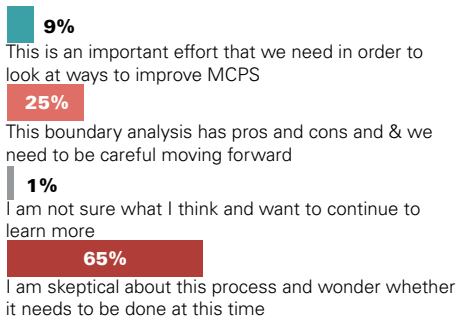 9%
This is an important effort that we need in order to
look at ways to improve MCPS
25%
This boundary analysis has pros and cons and & we
need to be careful moving forward
1%
I am not sure what I think and want to continue to
learn more
65%
I am skeptical about this process and wonder whether
it needs to be done at this time